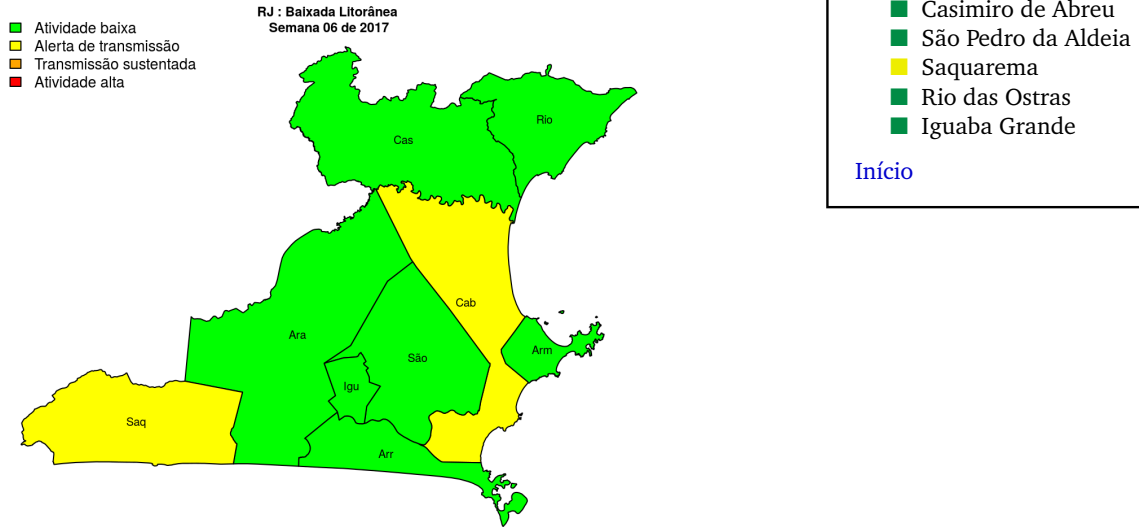 RJ : Baixada Litorânea
Semana 06 de 2017
Atividade baixa
Alerta de transmissão
Transmissão sustentada
Atividade alta
Cas
Rio
Cab
Ara
São
Arm
Igu
Saq
Arr
Casimiro de Abreu
São Pedro da Aldeia
Saquarema
Rio das Ostras
Iguaba Grande
Início